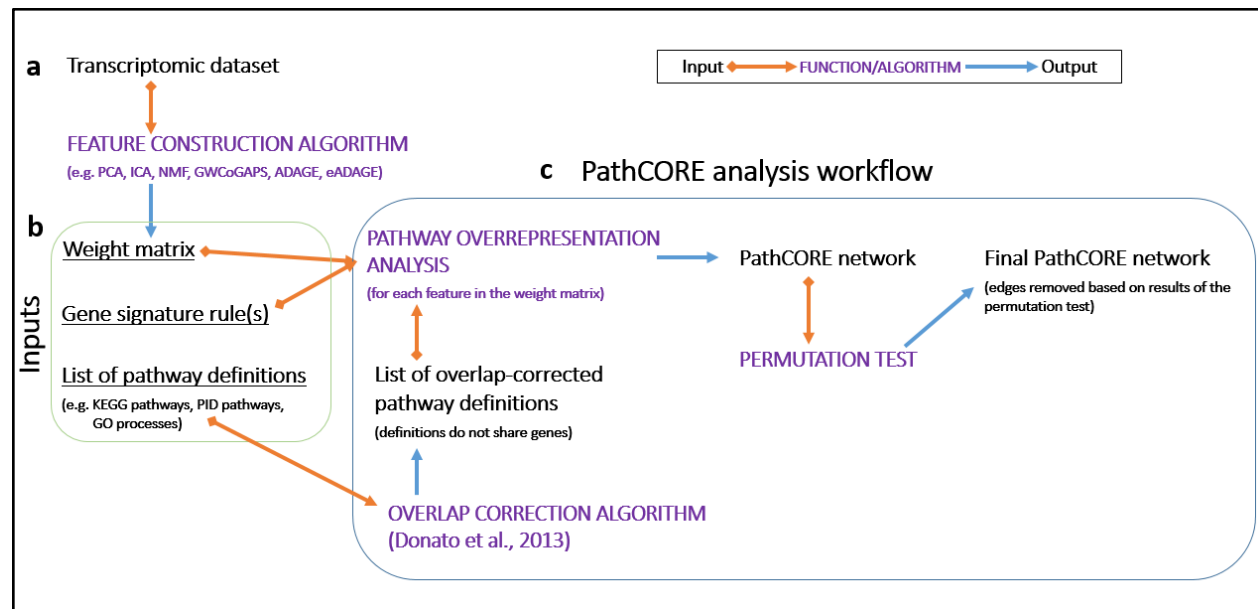 a
Transcriptomic dataset
Input
FUNCTION/ALGORITHM
Output
FEATURE CONSTRUCTION ALGORITHM
(e.g. PCA, ICA, NMF, GWCoGAPS, ADAGE, eADAGE)
c PathCORE analysis workflow
b
Inputs
Weight matrix
Gene signature rule(s)
List of pathway definitions
(e.g. KEGG pathways, PID pathways,
GO processes)
PATHWAY OVERREPRESENTATION
ANALYSIS
(for each feature in the weight matrix)
List of overlap-corrected
pathway definitions
(definitions do not share genes)
OVERLAP CORRECTION ALGORITHM
(Donato et al., 2013)
PathCORE network
PERMUTATION TEST
Final PathCORE network
(edges removed based on results of the
permutation test)